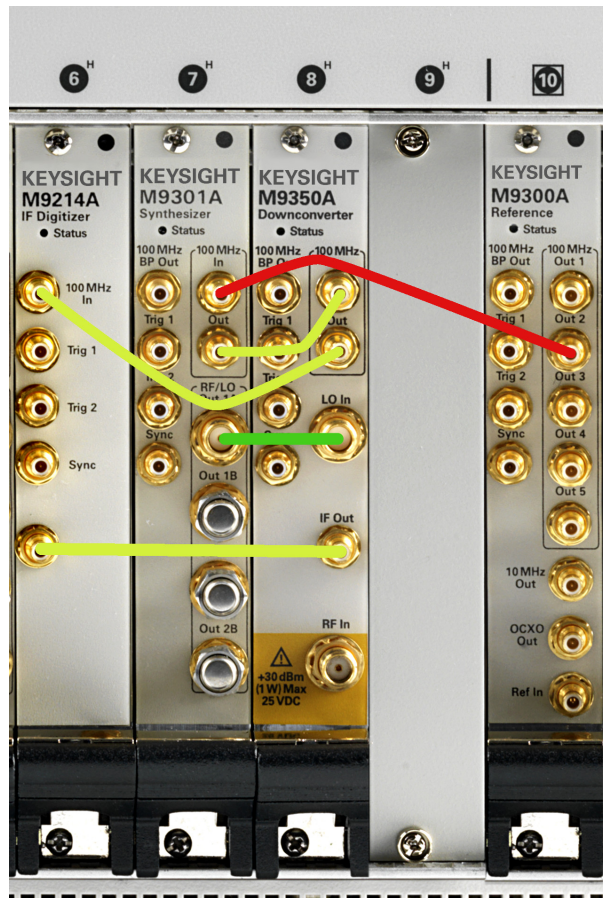 6 H
7 H
8 H
9 H
10
KEYSIGHT
M9214A
IF Digitizer
Status
100 MHz
In
Trig 1
Trig 2
Sync
KEYSIGHT
M9301A
Synthesizer
Status
100 MHz
BP Out
100 MHz
In
Trig 1
Out
RF/LO
Sync
Out 1B
Out 2B
KEYSIGHT
M9350A
Downconverter
Status
100 MHz
BP Out
100 MHz
Trig 1
Out
LO In
IF Out
RF In
+30 dBm
(1 W) Max
25 VDC
KEYSIGHT
M9300A
Reference
Status
100 MHz
BP Out
100 MHz
Out 1
Trig 1
Out 2
Trig 2
Out 3
Sync
Out 4
Out 5
10 MHz
Out
OCXO
Out
Ref In